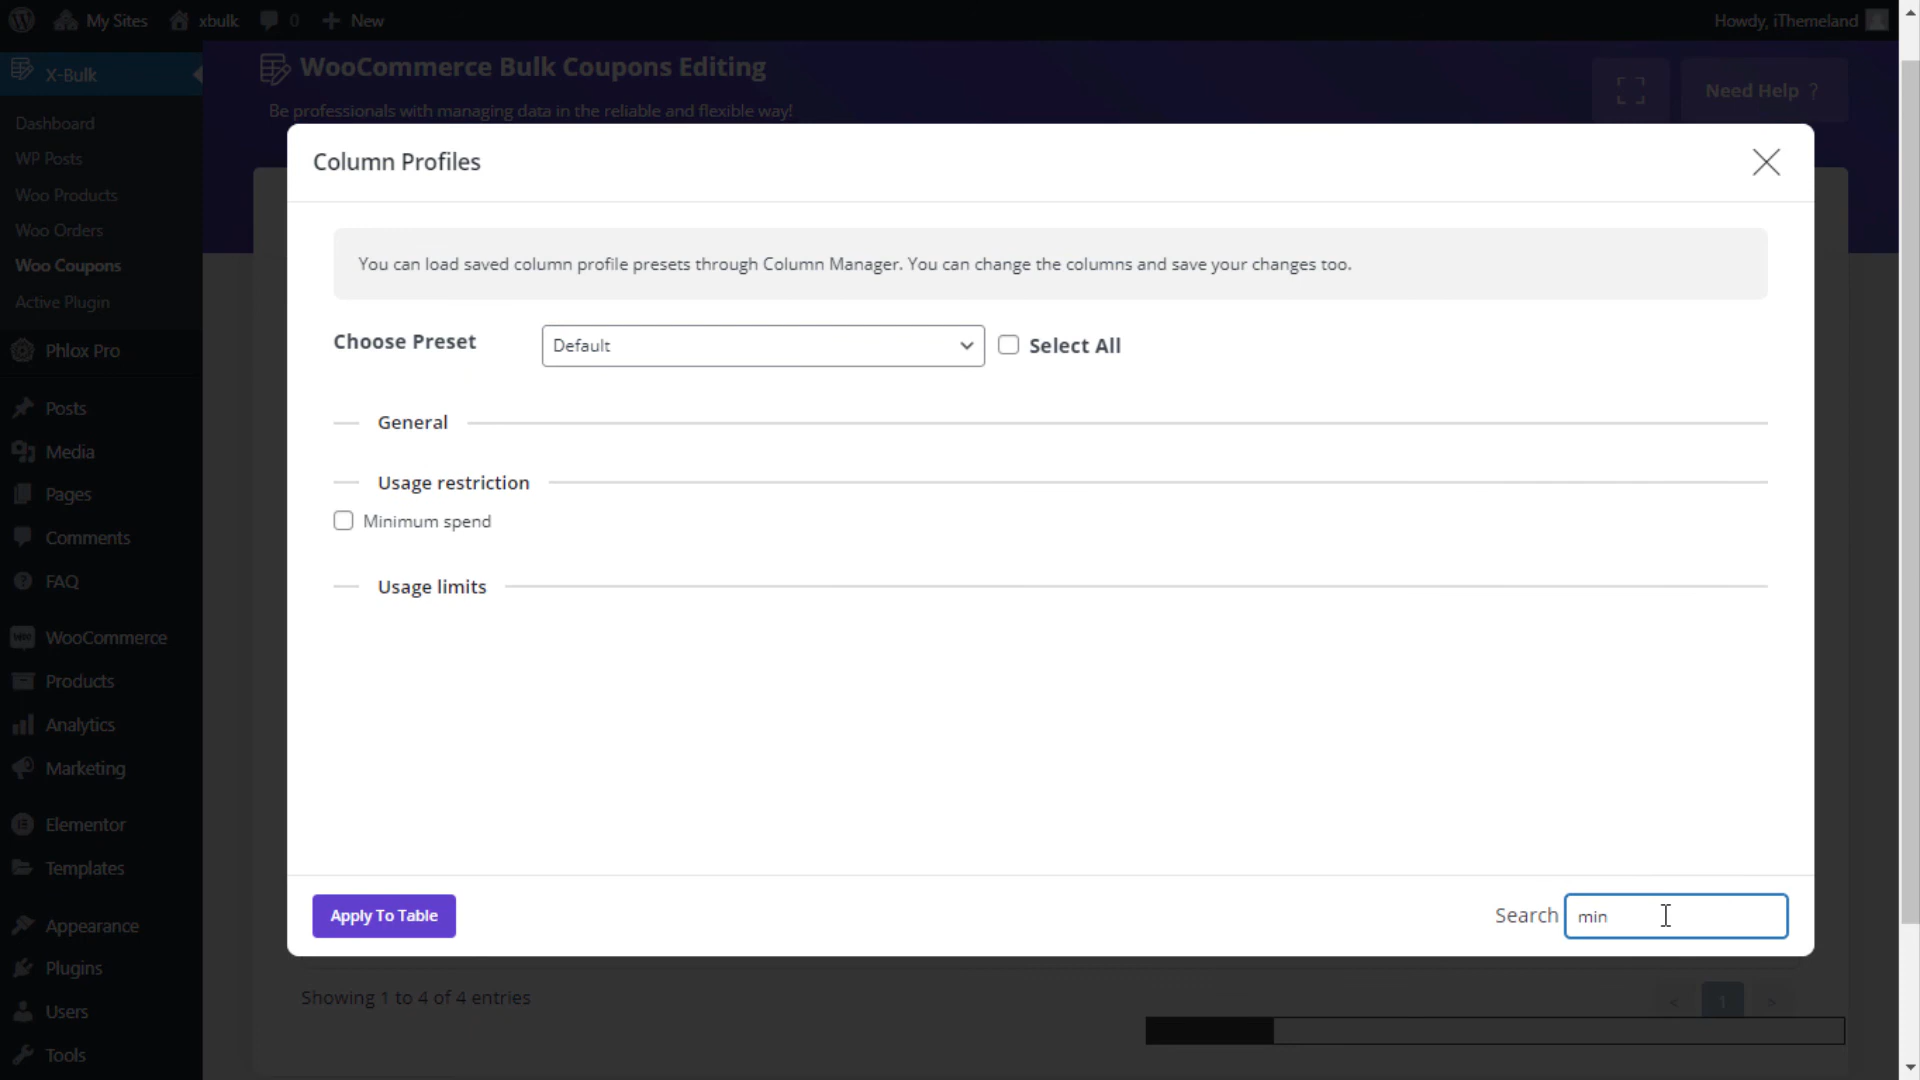 My Sites
xbulk
0
New
Howdy, iThemeland
X-Bulk
Dashboard
WP Posts
Woo Products
Woo Orders
Woo Coupons
Active Plugin
Phlox Pro
Posts
Media
Pages
Comments
FAQ
WooCommerce
Products
Analytics
Marketing
Elementor
Templates
Appearance
Plugins
Users
Tools
WooCommerce Bulk Coupons Editing
Be professionals with managing data in the reliable and flexible way!
Need Help ?
Column Profiles
You can load saved column profile presets through Column Manager. You can change the columns and save your changes too.
Choose Preset
Default
Select All
General
Usage restriction
Minimum spend
Usage limits
Apply To Table
Search
min
Showing 1 to 4 of 4 entries
< 1 >